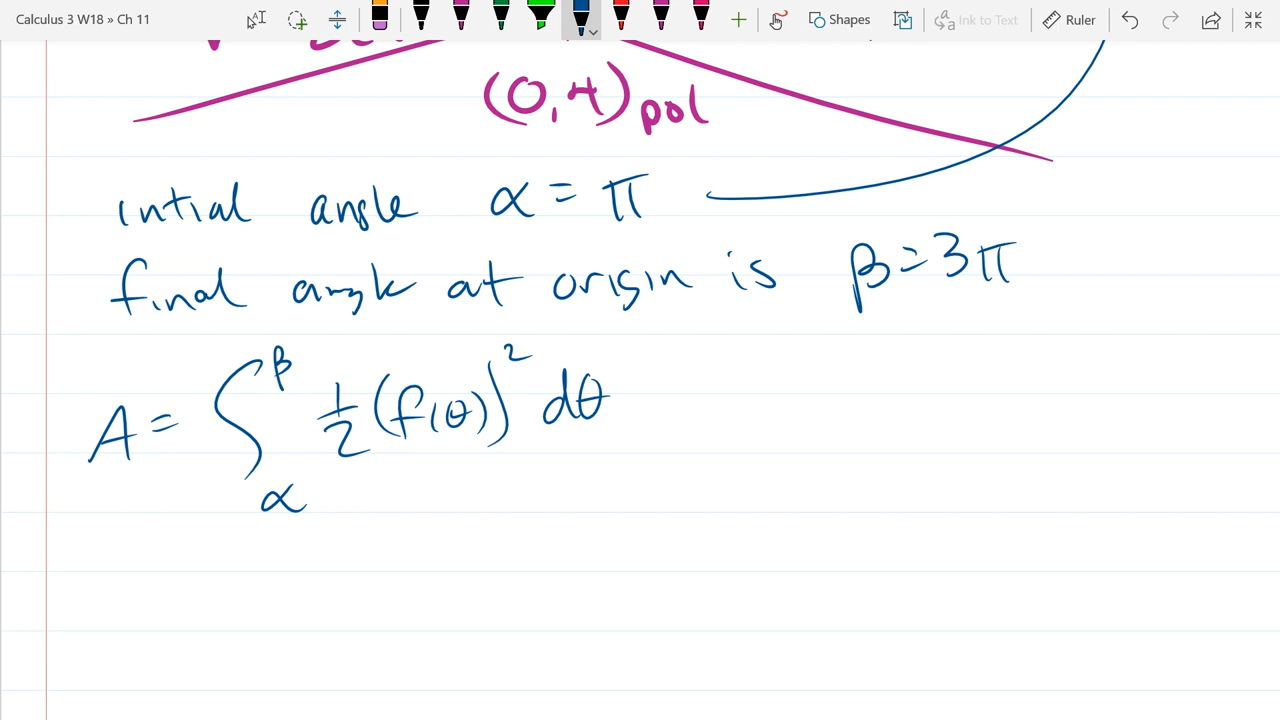 Calculus 3 W18 » Ch 11
Shapes
Ink to Text
Ruler
(0,4)pol
intial angle α = π
final angle at origin is β = 3π
A = ∫_α^β 1/2 (f(θ))² dθ